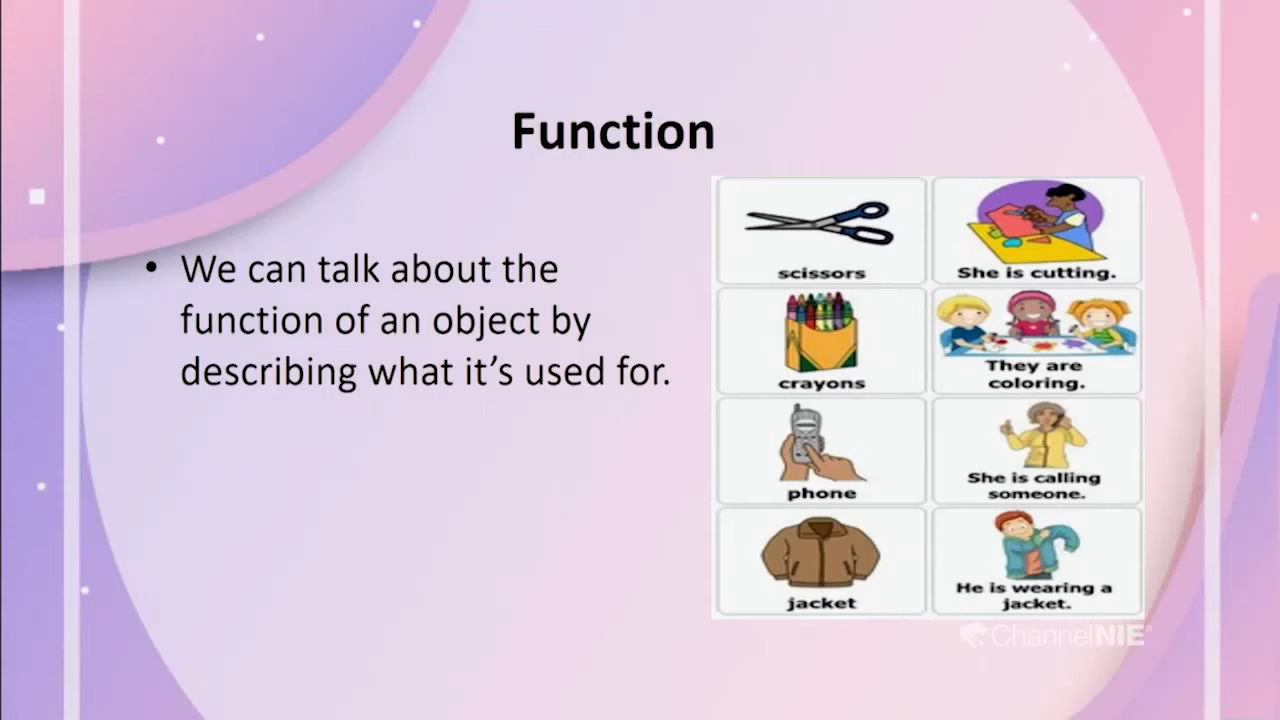 Function
• We can talk about the
function of an object by
describing what it’s used for.
scissors
She is cutting.
crayons
They are
coloring.
phone
She is calling
someone.
jacket
He is wearing a
jacket.
ChannelNIE